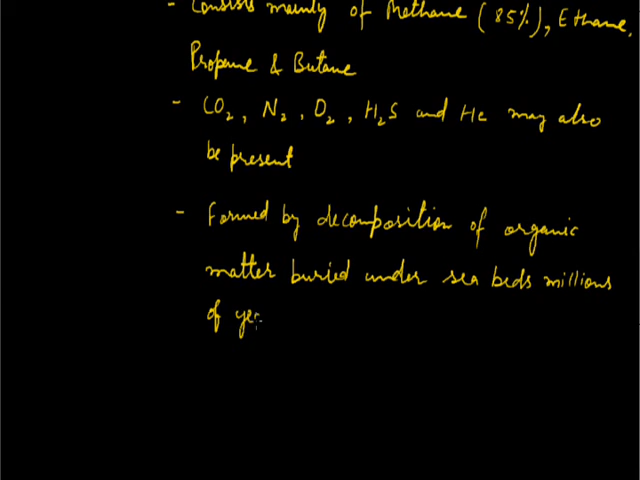 - Consists mainly of Methane (85%), Ethane,
Propane & Butane
- CO₂, N₂, O₂, H₂S and He may also
be present
- Formed by decomposition of organic
matter buried under sea beds millions
of ye